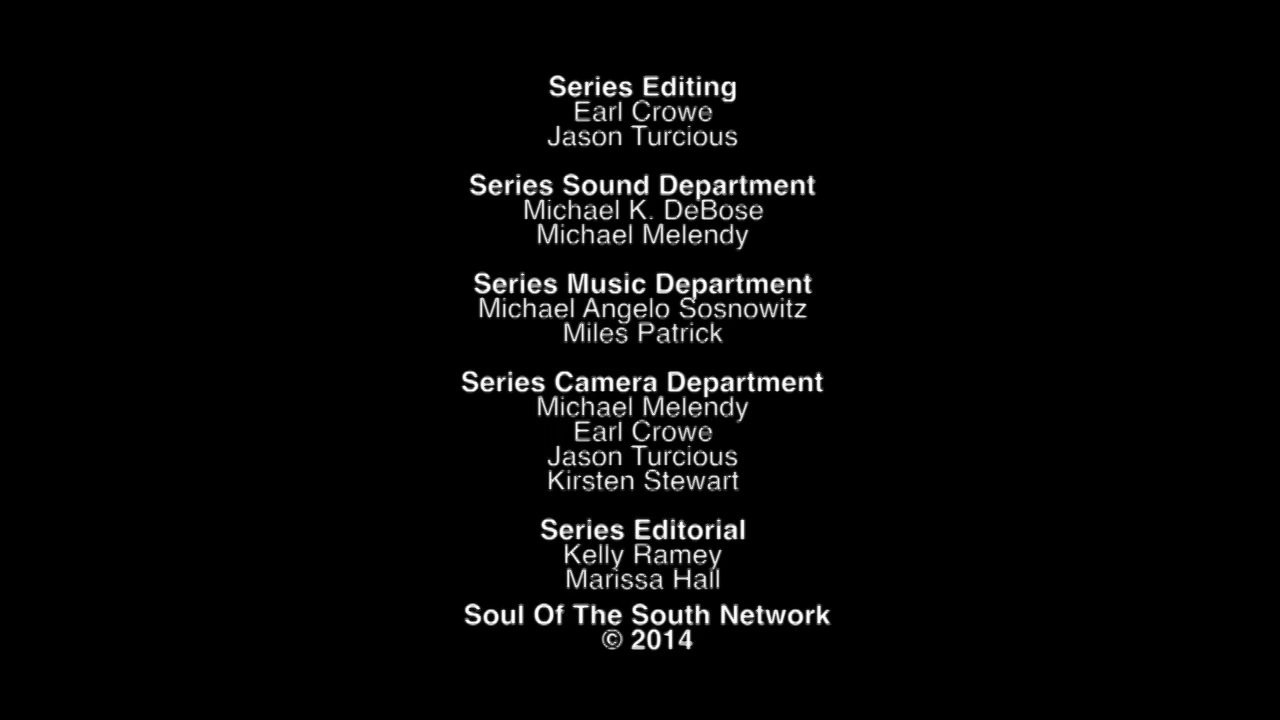 Series Editing
Earl Crowe
Jason Turcious
Series Sound Department
Michael K. DeBose
Michael Melendy
Series Music Department
Michael Angelo Sosnowitz
Miles Patrick
Series Camera Department
Michael Melendy
Earl Crowe
Jason Turcious
Kirsten Stewart
Series Editorial
Kelly Ramey
Marissa Hall
Soul Of The South Network
© 2014